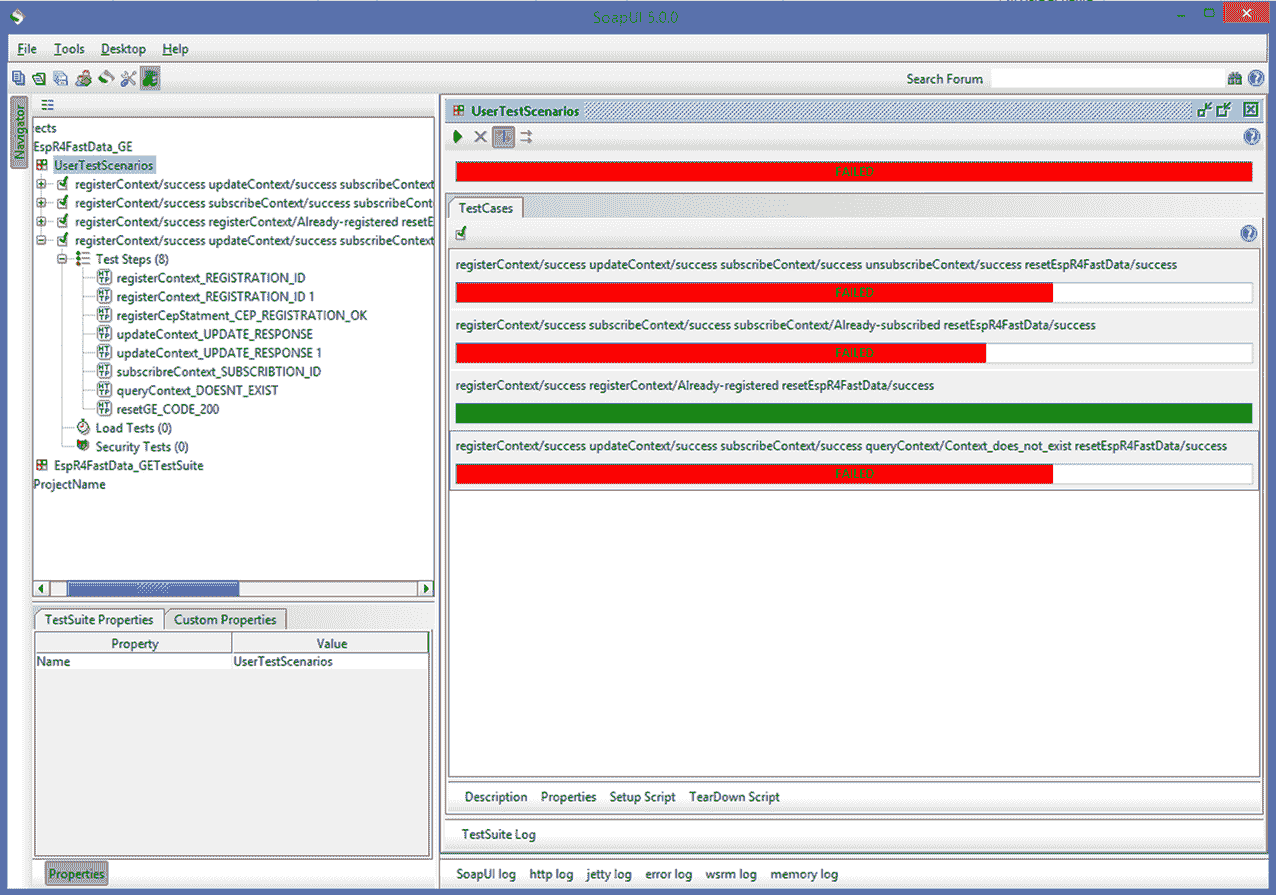 SoapUI 5.0.0
File Tools Desktop Help
Search Forum
Navigator
ects
EspR4FastData_GE
UserTestScenarios
registerContext/success updateContext/success subscribeContext
registerContext/success subscribeContext/success subscribeCont
registerContext/success registerContext/Already-registered resetE
registerContext/success updateContext/success subscribeContext
Test Steps (8)
registerContext_REGISTRATION_ID
registerContext_REGISTRATION_ID 1
registerCepStatment_CEP_REGISTRATION_OK
updateContext_UPDATE_RESPONSE
updateContext_UPDATE_RESPONSE 1
subscribreContext_SUBSCRIBTION_ID
queryContext_DOESNT_EXIST
resetGE_CODE_200
Load Tests (0)
Security Tests (0)
EspR4FastData_GETestSuite
ProjectName
TestSuite Properties Custom Properties
Property Value
Name UserTestScenarios
Properties
UserTestScenarios
FAILED
TestCases
registerContext/success updateContext/success subscribeContext/success unsubscribeContext/success resetEspR4FastData/success
FAILED
registerContext/success subscribeContext/success subscribeContext/Already-subscribed resetEspR4FastData/success
FAILED
registerContext/success registerContext/Already-registered resetEspR4FastData/success
registerContext/success updateContext/success subscribeContext/success queryContext/Context_does_not_exist resetEspR4FastData/success
FAILED
Description Properties Setup Script TearDown Script
TestSuite Log
SoapUI log http log jetty log error log wsrm log memory log